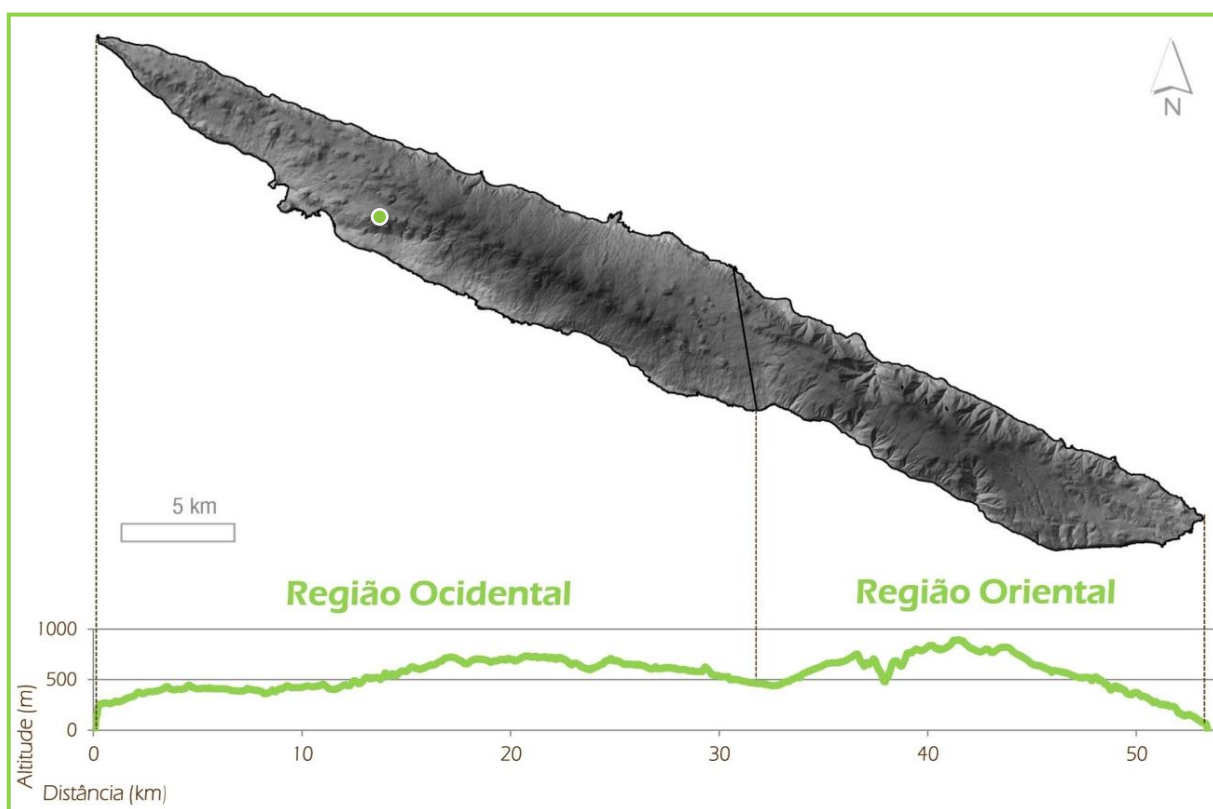 N
5 km
Região Ocidental
Região Oriental
1000
500
0
Altitude (m)
0 10 20 30 40 50
Distância (km)